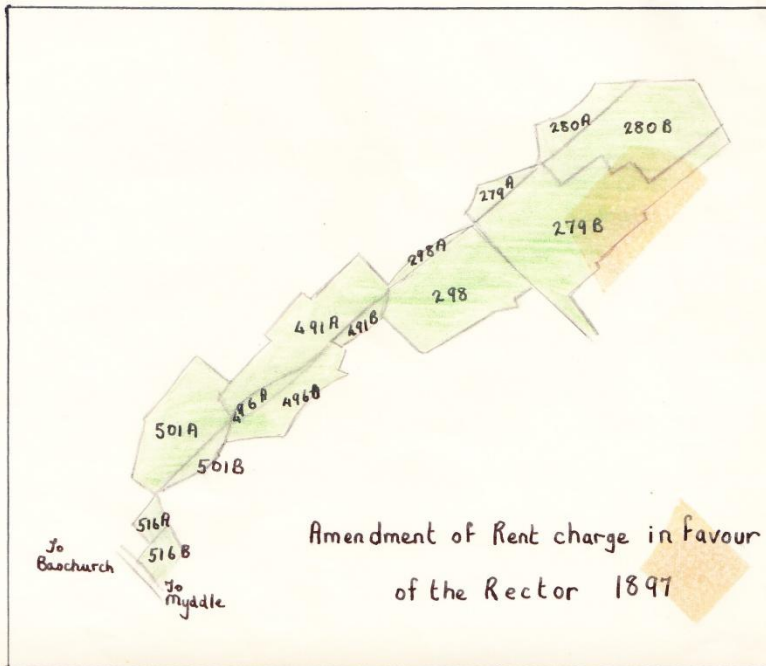 280A
280B
279A
279B
298A
298
491A
491B
496A
496B
501A
501B
516A
516B
To
Baschurch
To
Myddle
Amendment of Rent charge in favour
of the Rector 1897